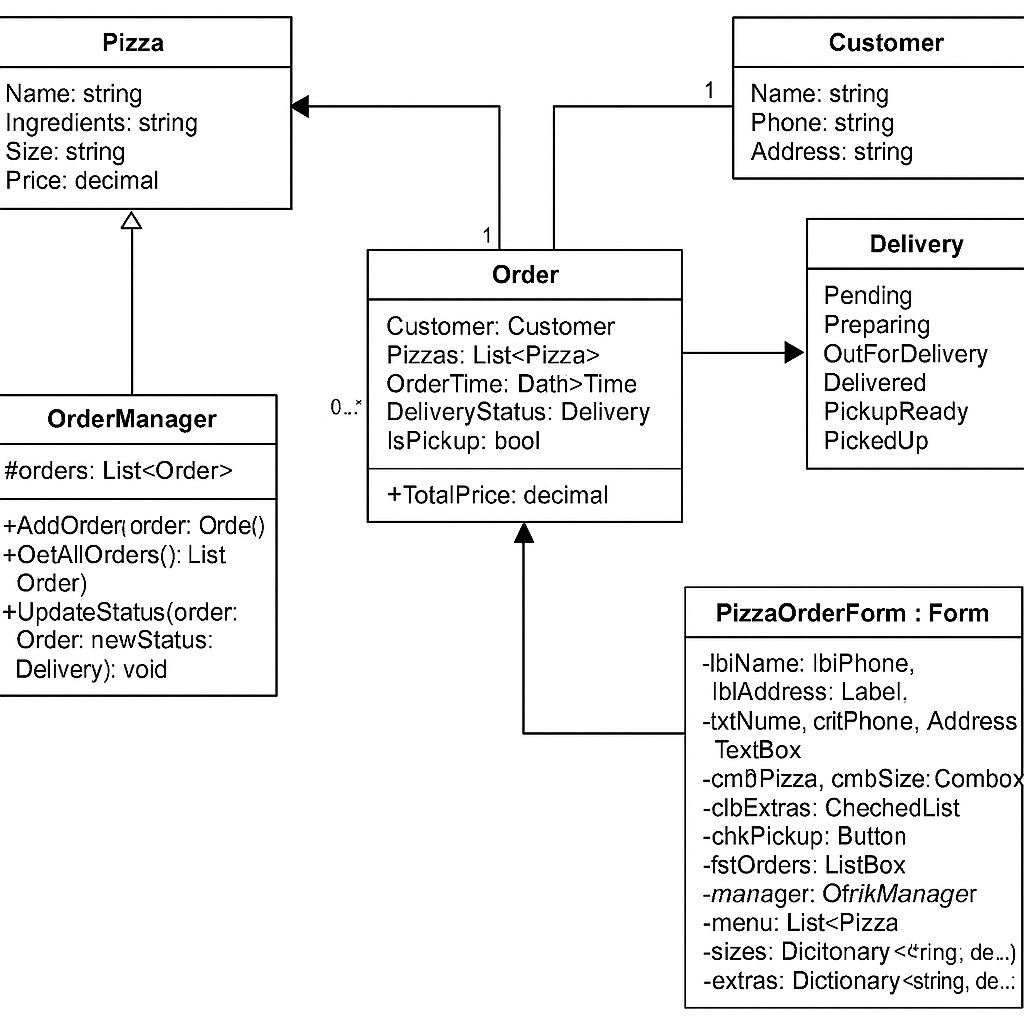 Pizza
Name: string
Ingredients: string
Size: string
Price: decimal
Customer
1
Name: string
Phone: string
Address: string
1
Delivery
Pending
Preparing
OutForDelivery
Delivered
PickupReady
PickedUp
Order
Customer: Customer
Pizzas: List<Pizza>
OrderTime: Dath>Time
0...*
DeliveryStatus: Delivery
IsPickup: bool
+TotalPrice: decimal
OrderManager
#orders: List<Order>
+AddOrder(order: Orde()
+OetAllOrders(): List
Order)
+UpdateStatus(order:
Order: newStatus:
Delivery): void
PizzaOrderForm : Form
-lbiName: lbiPhone,
lblAddress: Label,
-txtNume, critPhone, Address
TextBox
-cmbPizza, cmbSize: Combox
-clbExtras: ChechedList
-chkPickup: Button
-fstOrders: ListBox
-manager: OfrikManager
-menu: List<Pizza
-sizes: Dicitonary de...)
-extras: Dictionary<string, de...: